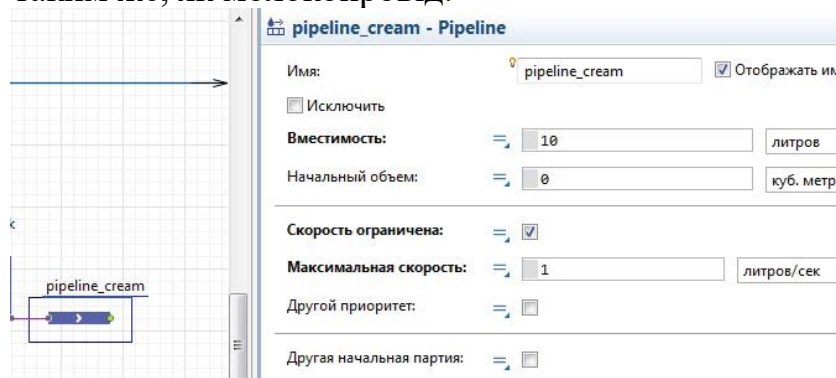 pipeline_cream - Pipeline
Имя: pipeline_cream Отображать им
Исключить
Вместимость: 10 литров
Начальный объем: 0 куб. метр
Скорость ограничена:
Максимальная скорость: 1 литров/сек
pipeline_cream
Другой приоритет:
Другая начальная партия: